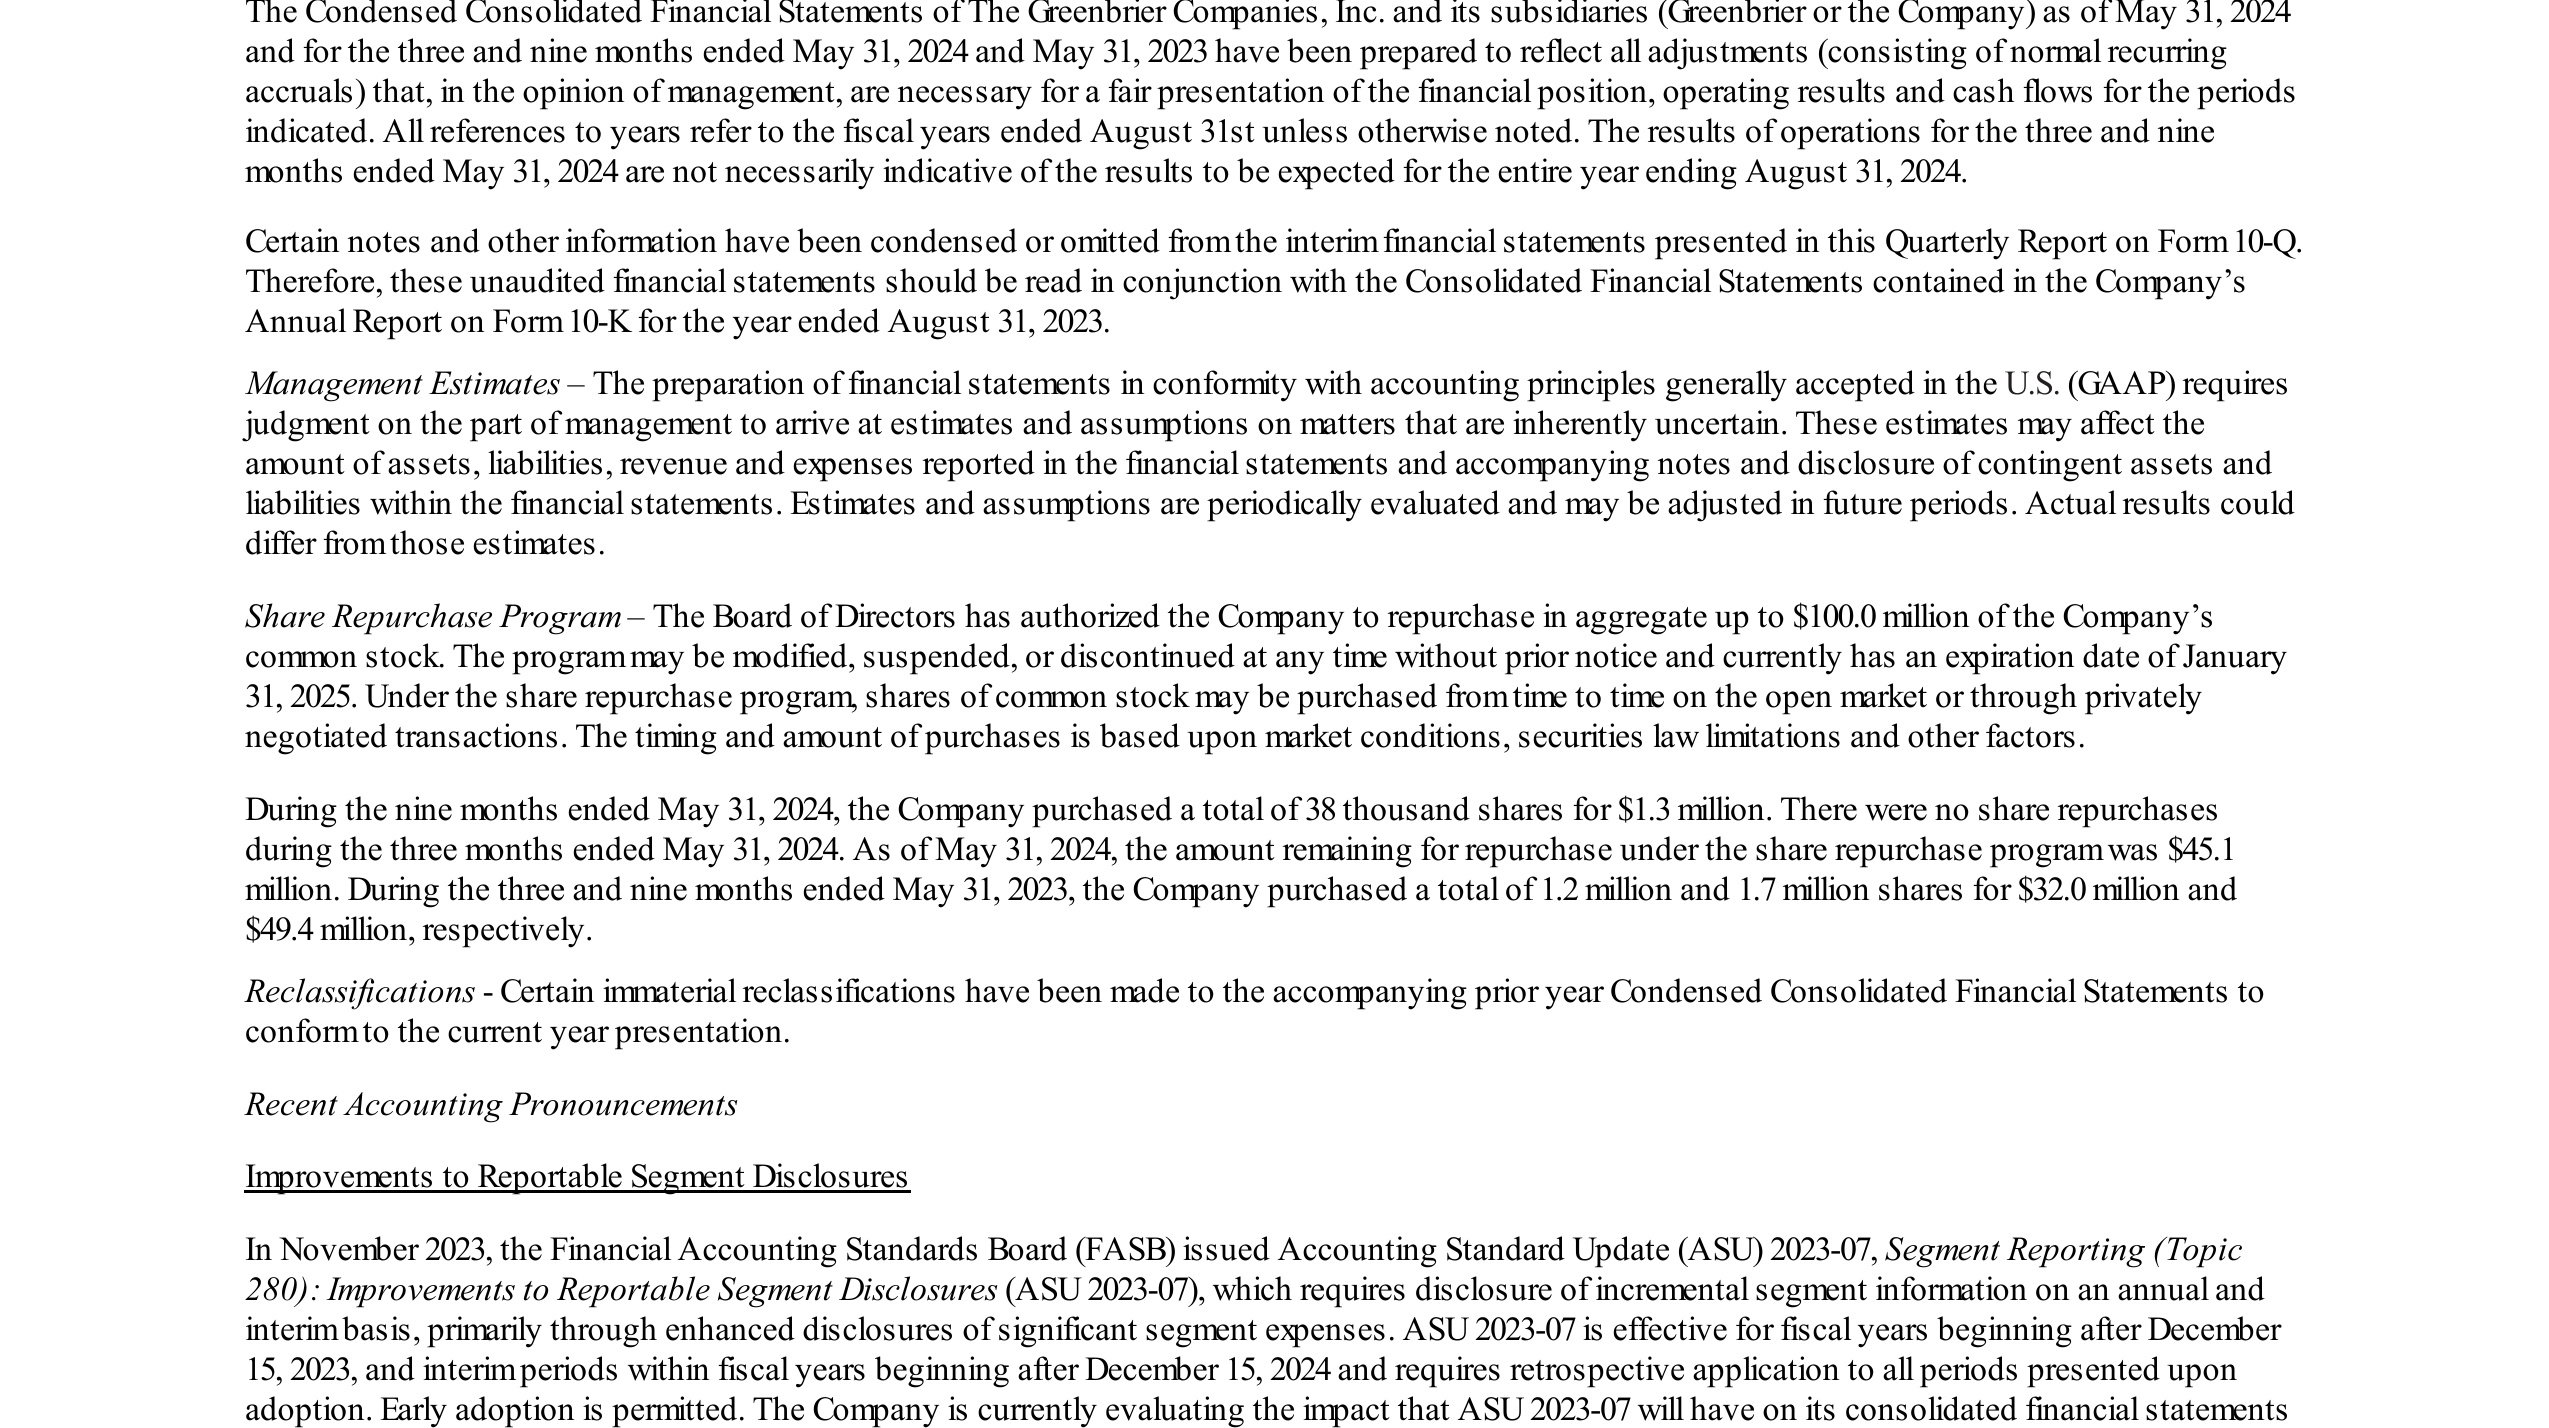 The Condensed Consolidated Financial Statements of The Greenbrier Companies, Inc. and its subsidiaries (Greenbrier or the Company) as of May 31, 2024
and for the three and nine months ended May 31, 2024 and May 31, 2023 have been prepared to reflect all adjustments (consisting of normal recurring
accruals) that, in the opinion of management, are necessary for a fair presentation of the financial position, operating results and cash flows for the periods
indicated. All references to years refer to the fiscal years ended August 31st unless otherwise noted. The results of operations for the three and nine
months ended May 31, 2024 are not necessarily indicative of the results to be expected for the entire year ending August 31, 2024.
Certain notes and other information have been condensed or omitted from the interim financial statements presented in this Quarterly Report on Form 10-Q.
Therefore, these unaudited financial statements should be read in conjunction with the Consolidated Financial Statements contained in the Company’s
Annual Report on Form 10-K for the year ended August 31, 2023.
Management Estimates – The preparation of financial statements in conformity with accounting principles generally accepted in the U.S. (GAAP) requires
judgment on the part of management to arrive at estimates and assumptions on matters that are inherently uncertain. These estimates may affect the
amount of assets, liabilities, revenue and expenses reported in the financial statements and accompanying notes and disclosure of contingent assets and
liabilities within the financial statements. Estimates and assumptions are periodically evaluated and may be adjusted in future periods. Actual results could
differ from those estimates.
Share Repurchase Program – The Board of Directors has authorized the Company to repurchase in aggregate up to $100.0 million of the Company’s
common stock. The program may be modified, suspended, or discontinued at any time without prior notice and currently has an expiration date of January
31, 2025. Under the share repurchase program, shares of common stock may be purchased from time to time on the open market or through privately
negotiated transactions. The timing and amount of purchases is based upon market conditions, securities law limitations and other factors.
During the nine months ended May 31, 2024, the Company purchased a total of 38 thousand shares for $1.3 million. There were no share repurchases
during the three months ended May 31, 2024. As of May 31, 2024, the amount remaining for repurchase under the share repurchase program was $45.1
million. During the three and nine months ended May 31, 2023, the Company purchased a total of 1.2 million and 1.7 million shares for $32.0 million and
$49.4 million, respectively.
Reclassifications - Certain immaterial reclassifications have been made to the accompanying prior year Condensed Consolidated Financial Statements to
conform to the current year presentation.
Recent Accounting Pronouncements
Improvements to Reportable Segment Disclosures
In November 2023, the Financial Accounting Standards Board (FASB) issued Accounting Standard Update (ASU) 2023-07, Segment Reporting (Topic
280): Improvements to Reportable Segment Disclosures (ASU 2023-07), which requires disclosure of incremental segment information on an annual and
interim basis, primarily through enhanced disclosures of significant segment expenses. ASU 2023-07 is effective for fiscal years beginning after December
15, 2023, and interim periods within fiscal years beginning after December 15, 2024 and requires retrospective application to all periods presented upon
adoption. Early adoption is permitted. The Company is currently evaluating the impact that ASU 2023-07 will have on its consolidated financial statements